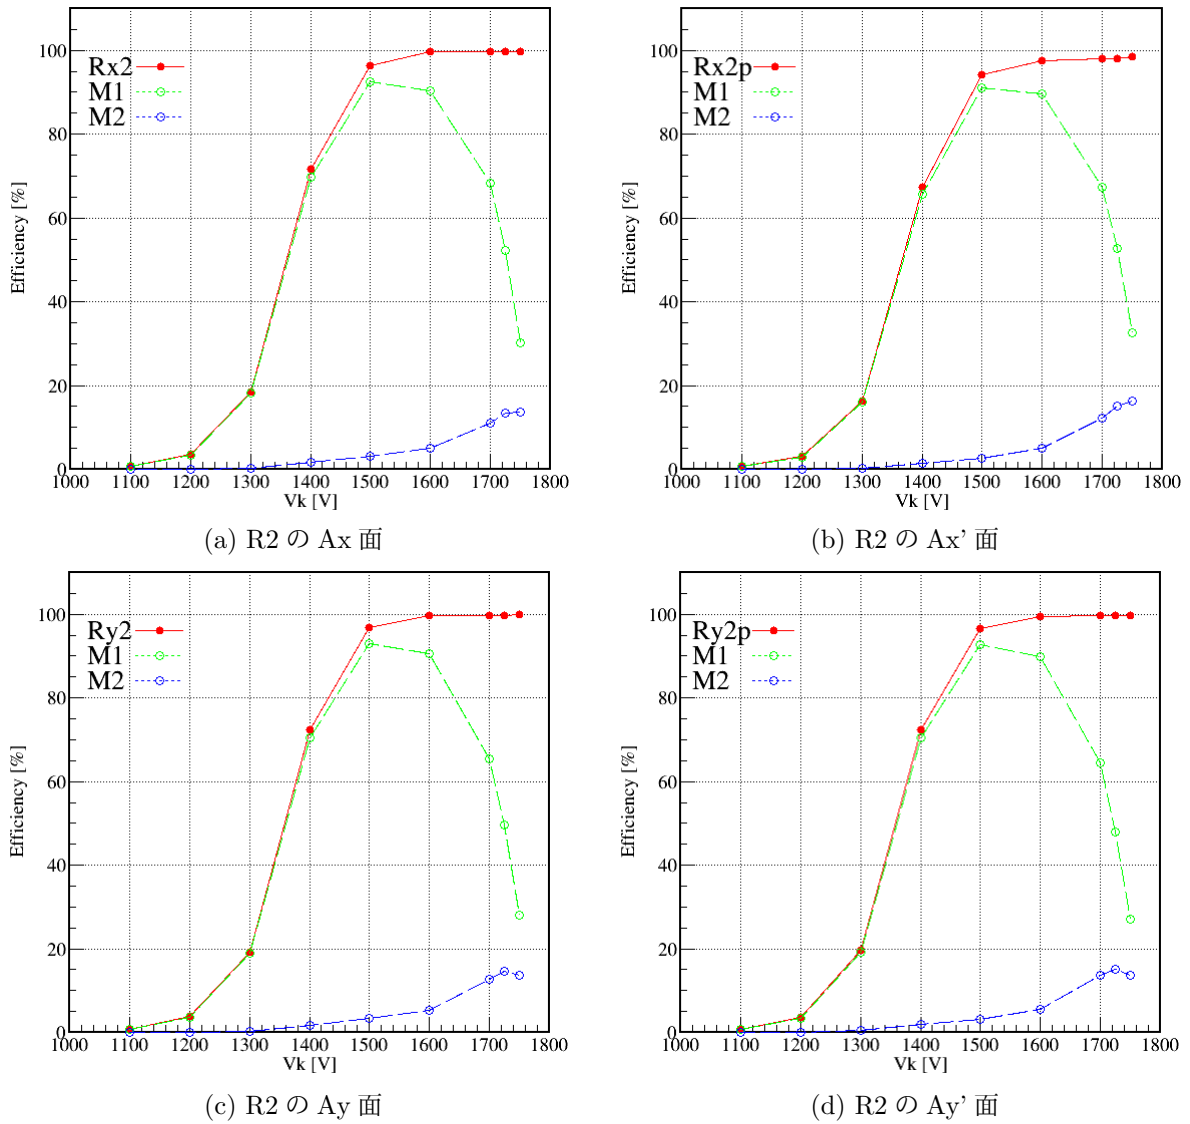 Efficiency [%]
100
80
60
40
20
0
Rx2
M1
M2
1000 1100 1200 1300 1400 1500 1600 1700 1800
Vk [V]
(a) R2 の Ax 面
Efficiency [%]
100
80
60
40
20
0
Rx2p
M1
M2
1000 1100 1200 1300 1400 1500 1600 1700 1800
Vk [V]
(b) R2 の Ax' 面
Efficiency [%]
100
80
60
40
20
0
Ry2
M1
M2
1000 1100 1200 1300 1400 1500 1600 1700 1800
Vk [V]
(c) R2 の Ay 面
Efficiency [%]
100
80
60
40
20
0
Ry2p
M1
M2
1000 1100 1200 1300 1400 1500 1600 1700 1800
Vk [V]
(d) R2 の Ay' 面